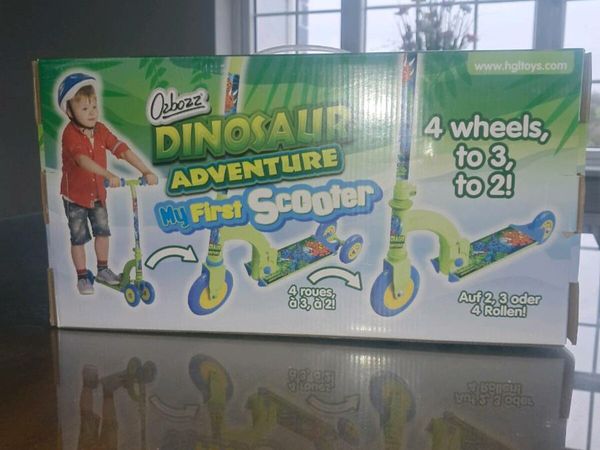 www.hgltoys.com
Ozbozz
DINOSAUR
ADVENTURE
My First Scooter
4 wheels,
to 3,
to 2!
4 roues,
à 3, à 2!
Auf 2, 3 oder
4 Rollen!